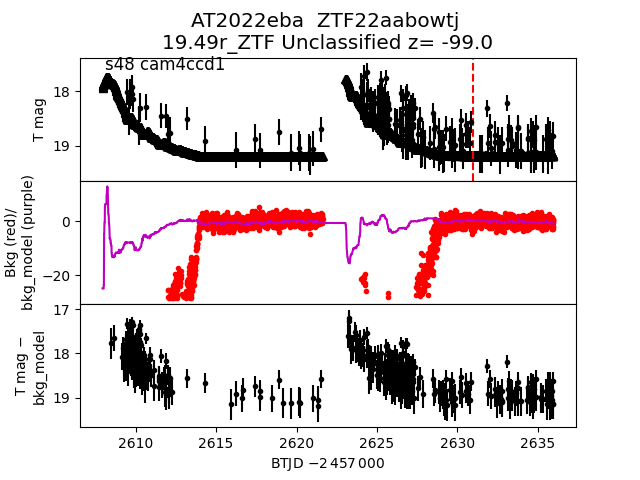 AT2022eba  ZTF22aabowtj
19.49r_ZTF Unclassified z= -99.0
s48 cam4ccd1
T mag
18
19
Bkg (red)/
bkg_model (purple)
0
−20
T mag −
bkg_model
17
18
19
2610 2615 2620 2625 2630 2635
BTJD −2 457 000